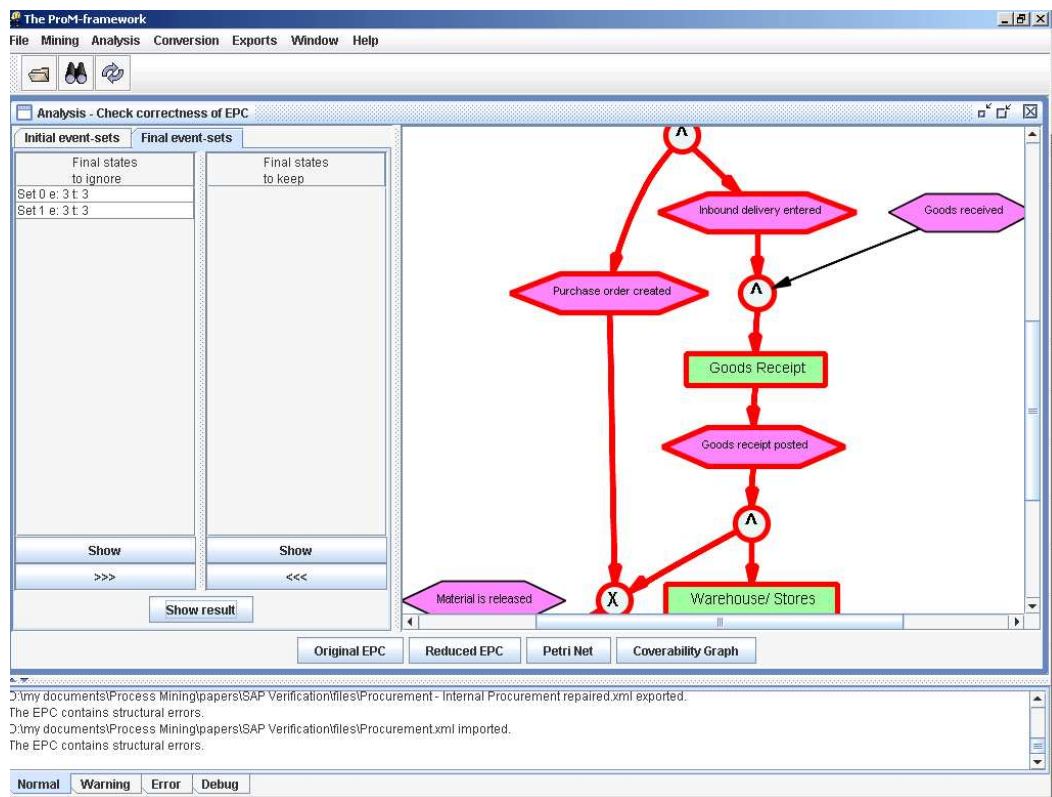 The ProM-framework
File Mining Analysis Conversion Exports Window Help
Analysis - Check correctness of EPC
Initial event-sets Final event-sets
Final states
to ignore
Final states
to keep
Set 0 e: 3 t: 3
Set 1 e: 3 t: 3
Show
Show
>>>
<<<
Show result
Λ
Inbound delivery entered
Goods received
Purchase order created
Λ
Goods Receipt
Goods receipt posted
Λ
Material is released
X
Warehouse/ Stores
Original EPC
Reduced EPC
Petri Net
Coverability Graph
D:\my documents\Process Mining\papers\SAP Verification\files\Procurement - Internal Procurement repaired.xml exported.
The EPC contains structural errors.
D:\my documents\Process Mining\papers\SAP Verification\files\Procurement.xml imported.
The EPC contains structural errors.
Normal Warning Error Debug